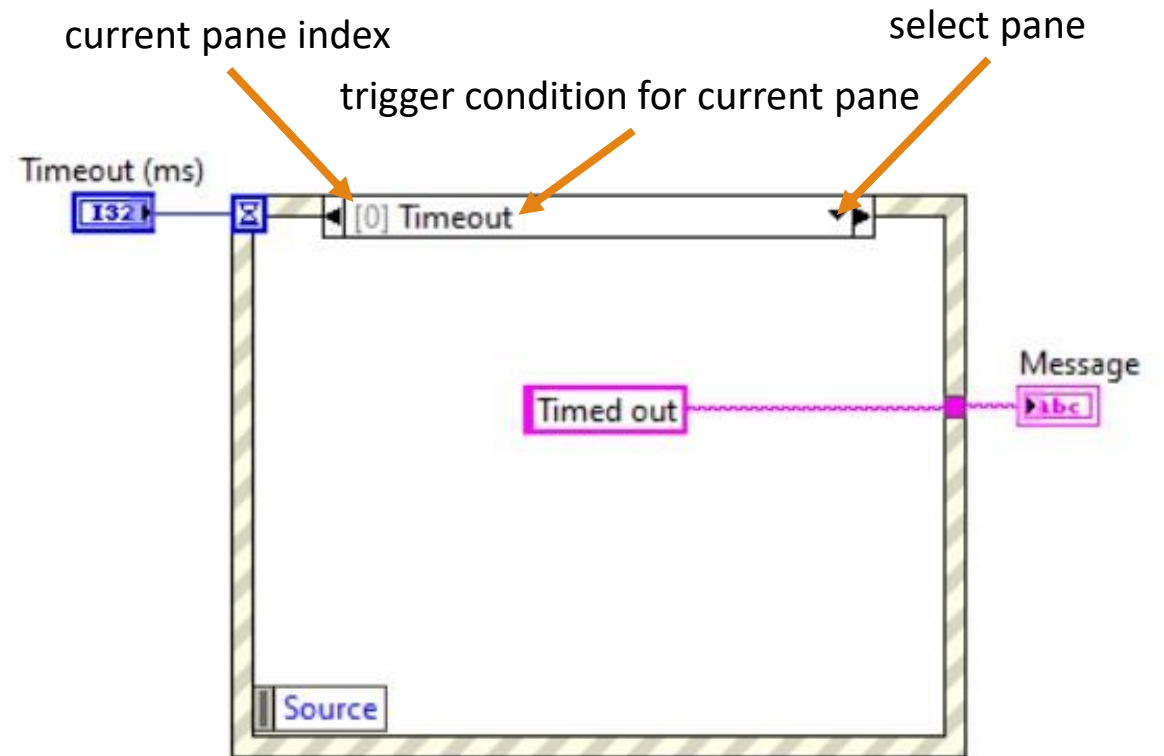 current pane index
select pane
trigger condition for current pane
Timeout (ms)
I32
[0] Timeout
Message
Timed out
abc
Source